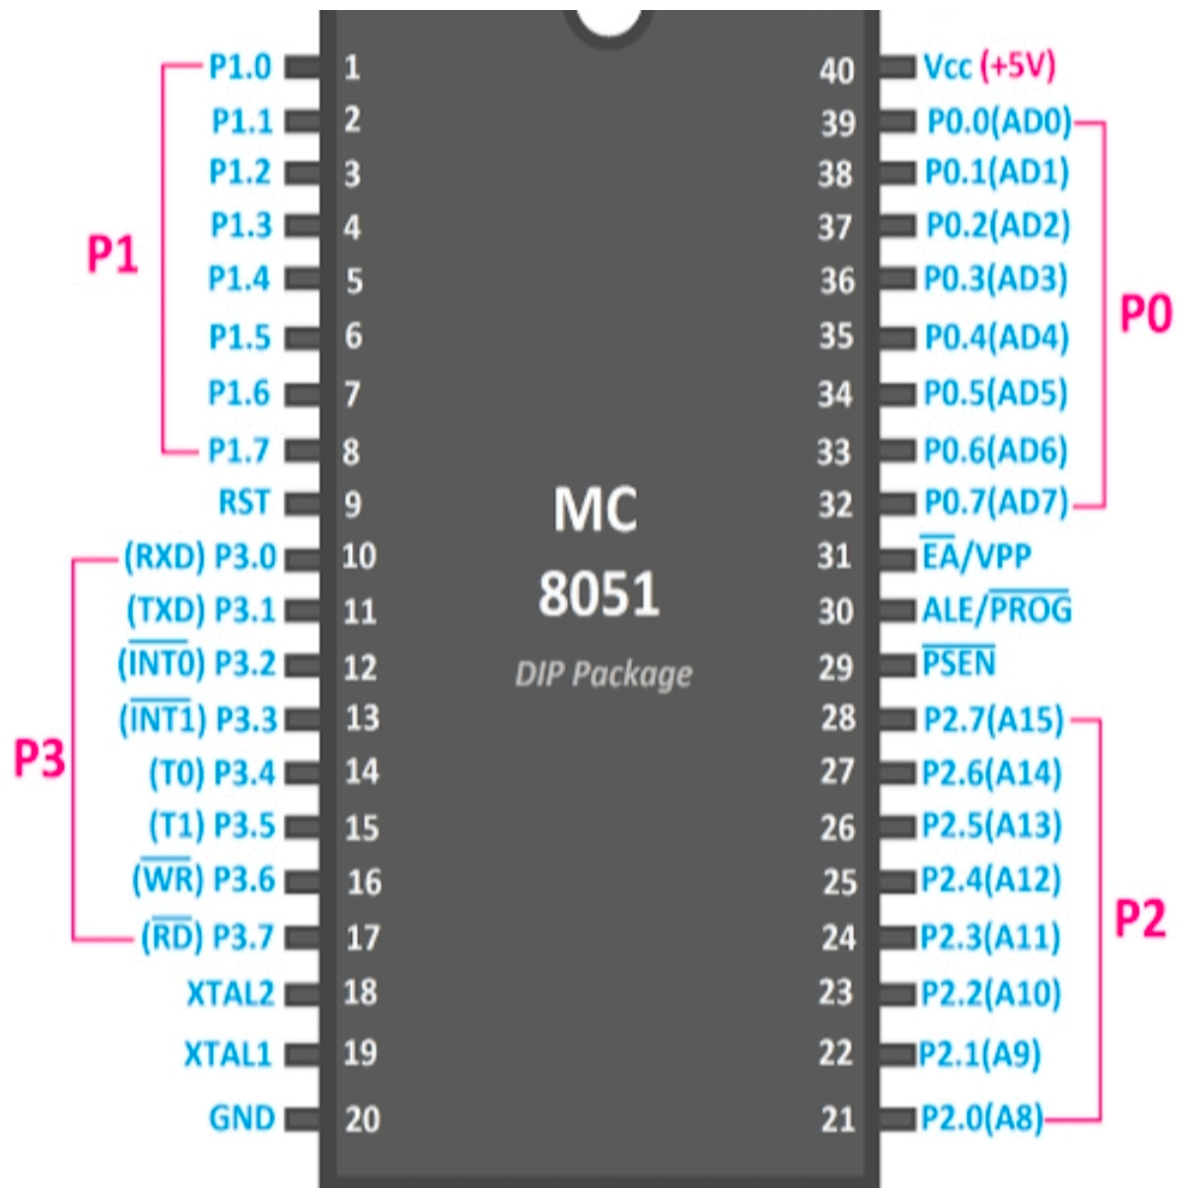 P1.0 1 40 Vcc (+5V)
P1.1 2 39 P0.0(AD0)
P1.2 3 38 P0.1(AD1)
P1.3 4 37 P0.2(AD2)
P1
P1.4 5 36 P0.3(AD3)
P0
P1.5 6 35 P0.4(AD4)
P1.6 7 34 P0.5(AD5)
P1.7 8 33 P0.6(AD6)
RST 9 32 P0.7(AD7)
MC
(RXD) P3.0 10 31 E̅A̅/VPP
8051
(TXD) P3.1 11 30 ALE/P̅R̅O̅G̅
(I̅N̅T̅0̅) P3.2 12 29 P̅S̅E̅N̅
DIP Package
(I̅N̅T̅1̅) P3.3 13 28 P2.7(A15)
P3
(T0) P3.4 14 27 P2.6(A14)
(T1) P3.5 15 26 P2.5(A13)
(W̅R̅) P3.6 16 25 P2.4(A12)
P2
(R̅D̅) P3.7 17 24 P2.3(A11)
XTAL2 18 23 P2.2(A10)
XTAL1 19 22 P2.1(A9)
GND 20 21 P2.0(A8)